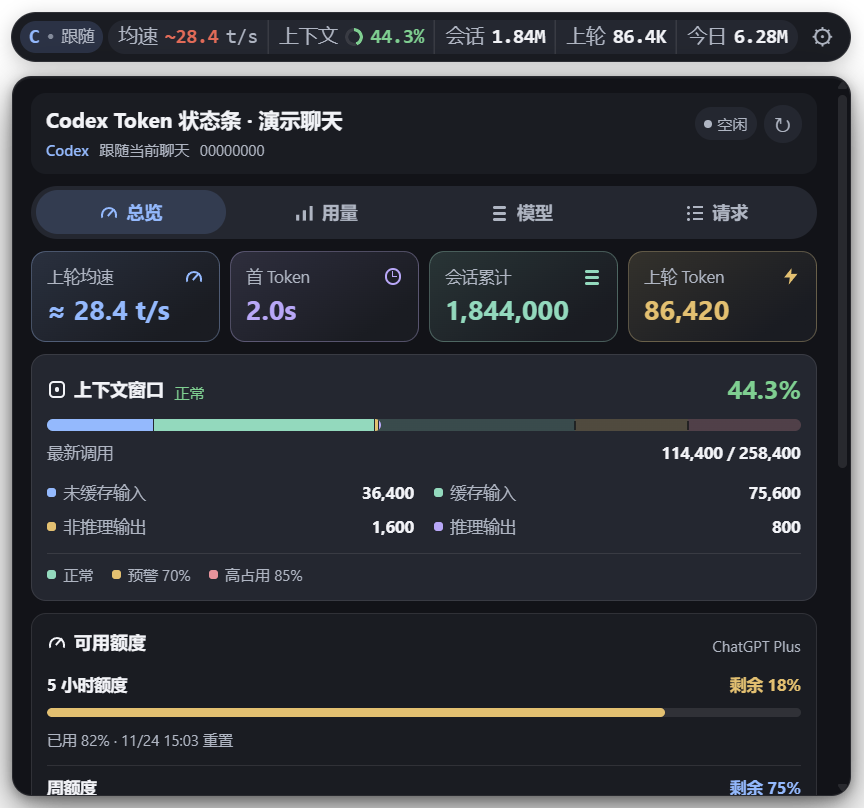 C • 跟随 均速 ~28.4 t/s 上下文 44.3% 会话 1.84M 上轮 86.4K 今日 6.28M
Codex Token 状态条 · 演示聊天
空闲
Codex 跟随当前聊天 00000000
总览 用量 模型 请求
上轮均速 首 Token 会话累计 上轮 Token
≈ 28.4 t/s 2.0s 1,844,000 86,420
上下文窗口 正常 44.3%
最新调用 114,400 / 258,400
未缓存输入 36,400 缓存输入 75,600
非推理输出 1,600 推理输出 800
正常 预警 70% 高占用 85%
可用额度 ChatGPT Plus
5 小时额度 剩余 18%
已用 82% · 11/24 15:03 重置
周额度 剩余 75%